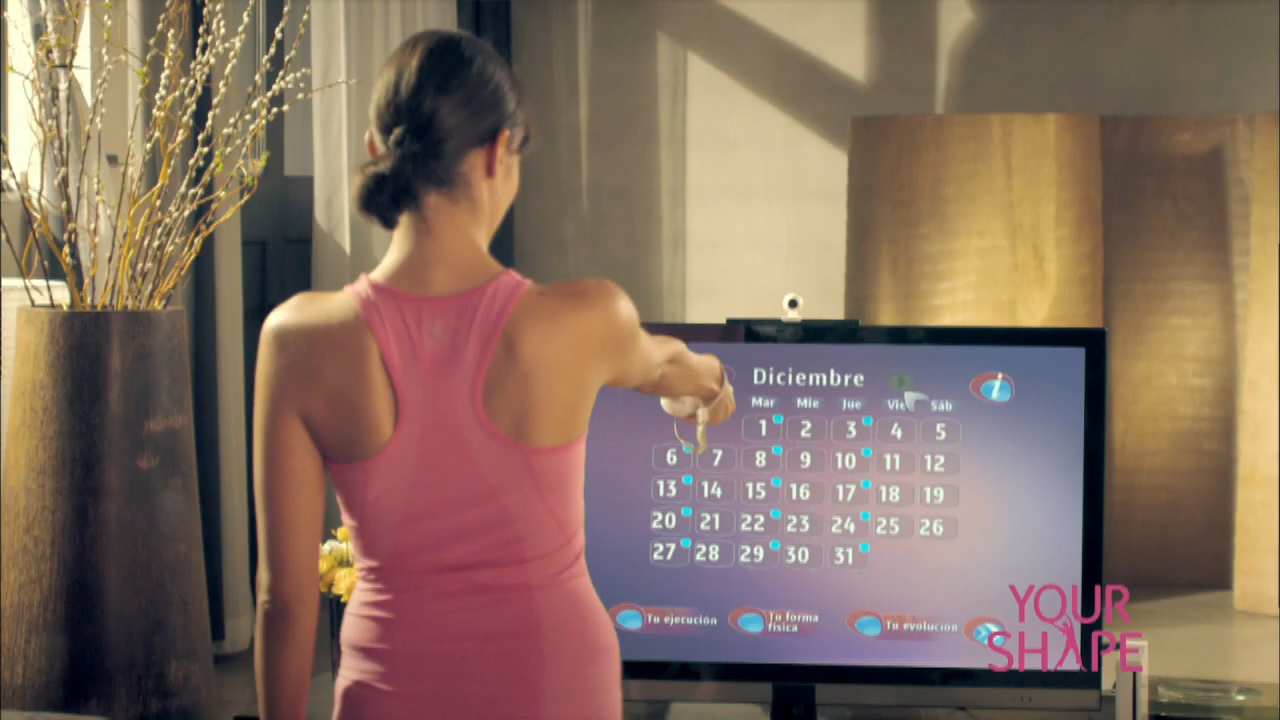 Diciembre
Mar Mie Jue Vie Sáb
1 2 3 4 5
6 7 8 9 10 11 12
13 14 15 16 17 18 19
20 21 22 23 24 25 26
27 28 29 30 31
Tu ejecución
Tu forma
física
Tu evolución
YOUR
SHAPE